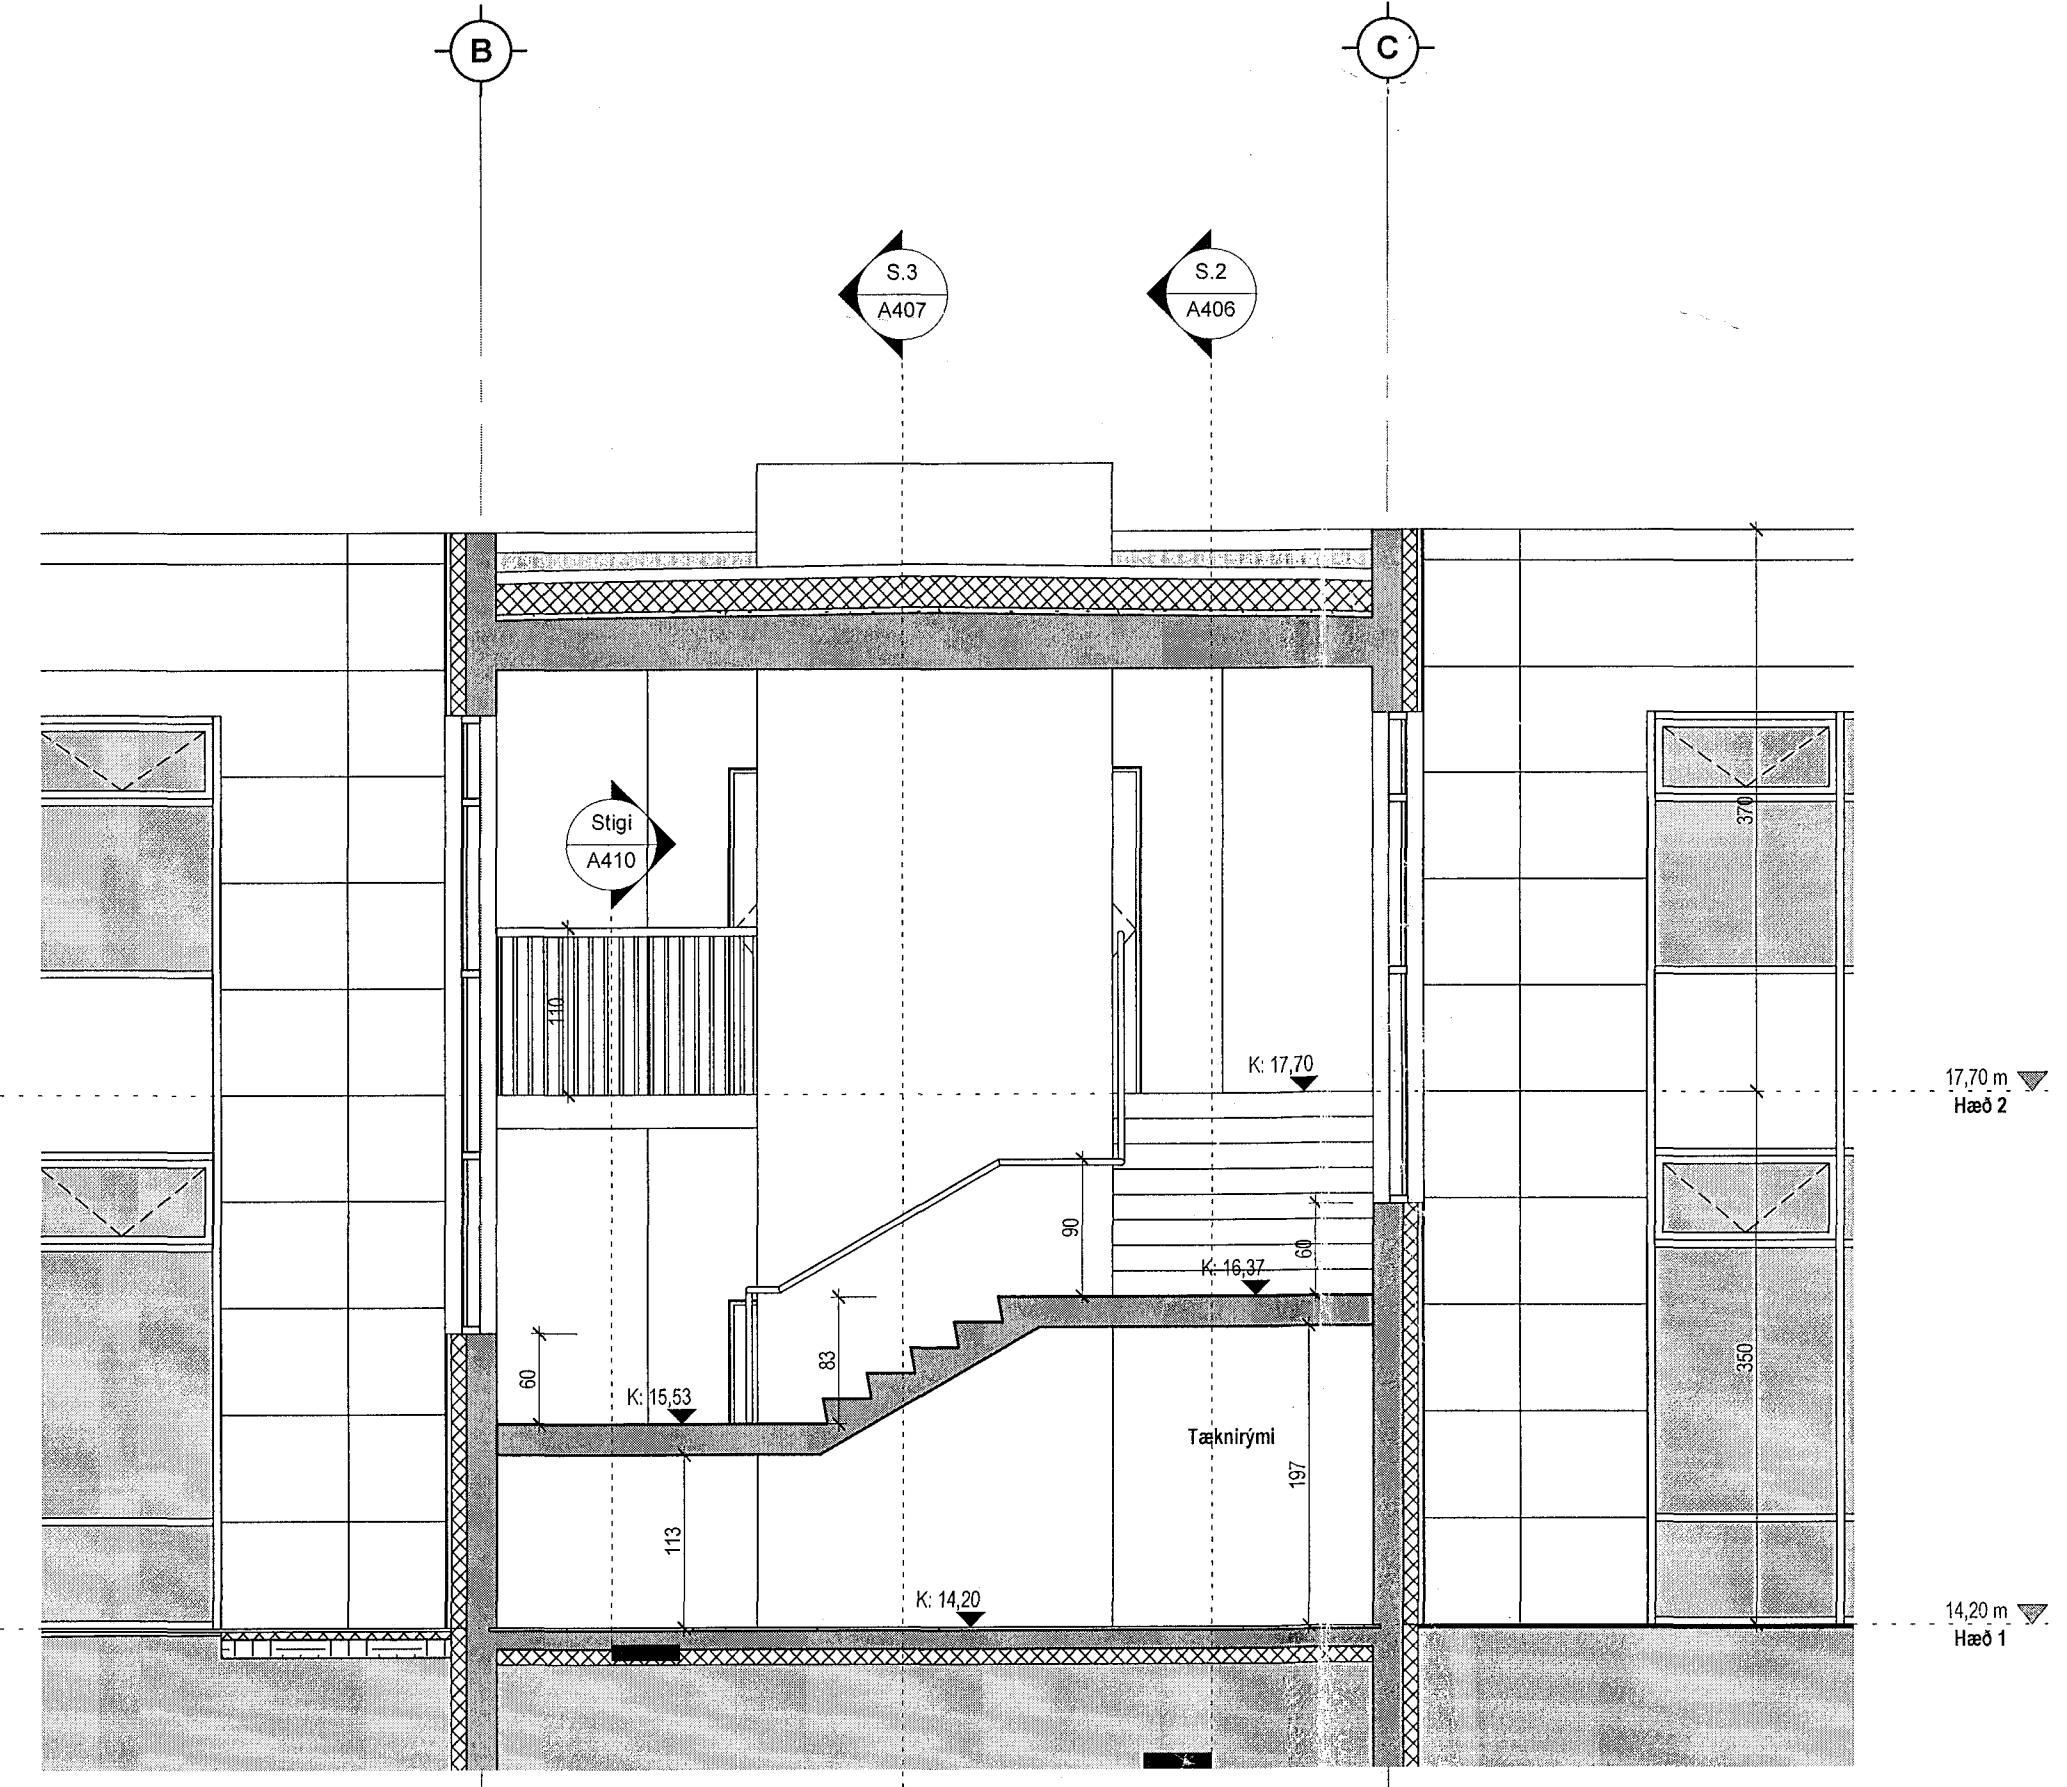 B
C
S.3
A407
S.2
A406
Stigi
A410
370
110
K: 17,70
17,70 m
Hæð 2
90
60
K: 16,37
60
83
350
K: 15,53
Tæknirými
197
113
K: 14,20
14,20 m
Hæð 1